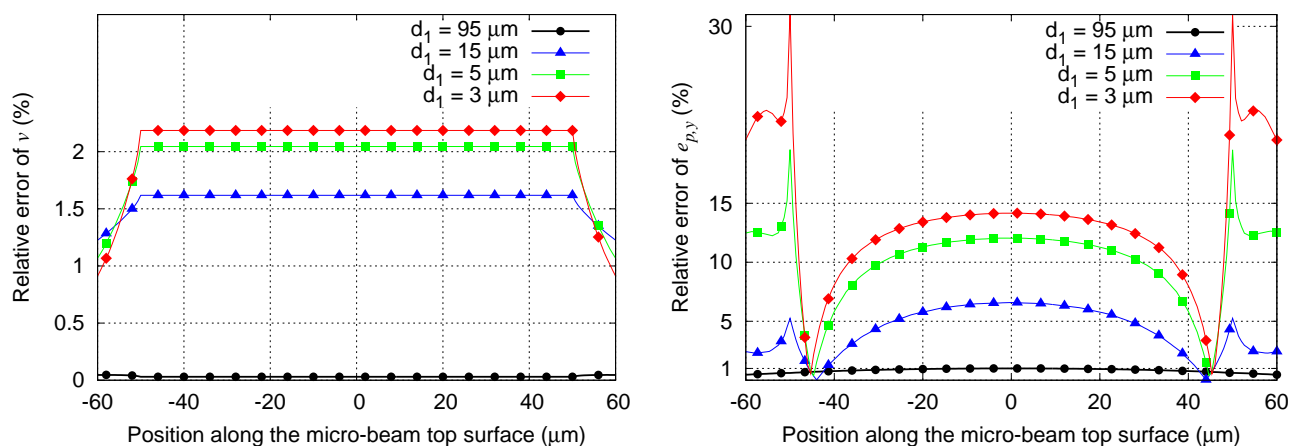 d1 = 95 μm
d1 = 15 μm
d1 = 5 μm
d1 = 3 μm
2
1.5
1
0.5
0
-60 -40 -20 0 20 40 60
Relative error of v (%)
Position along the micro-beam top surface (μm)
d1 = 95 μm
d1 = 15 μm
d1 = 5 μm
d1 = 3 μm
30
15
10
5
1
-60 -40 -20 0 20 40 60
Relative error of ep,y (%)
Position along the micro-beam top surface (μm)